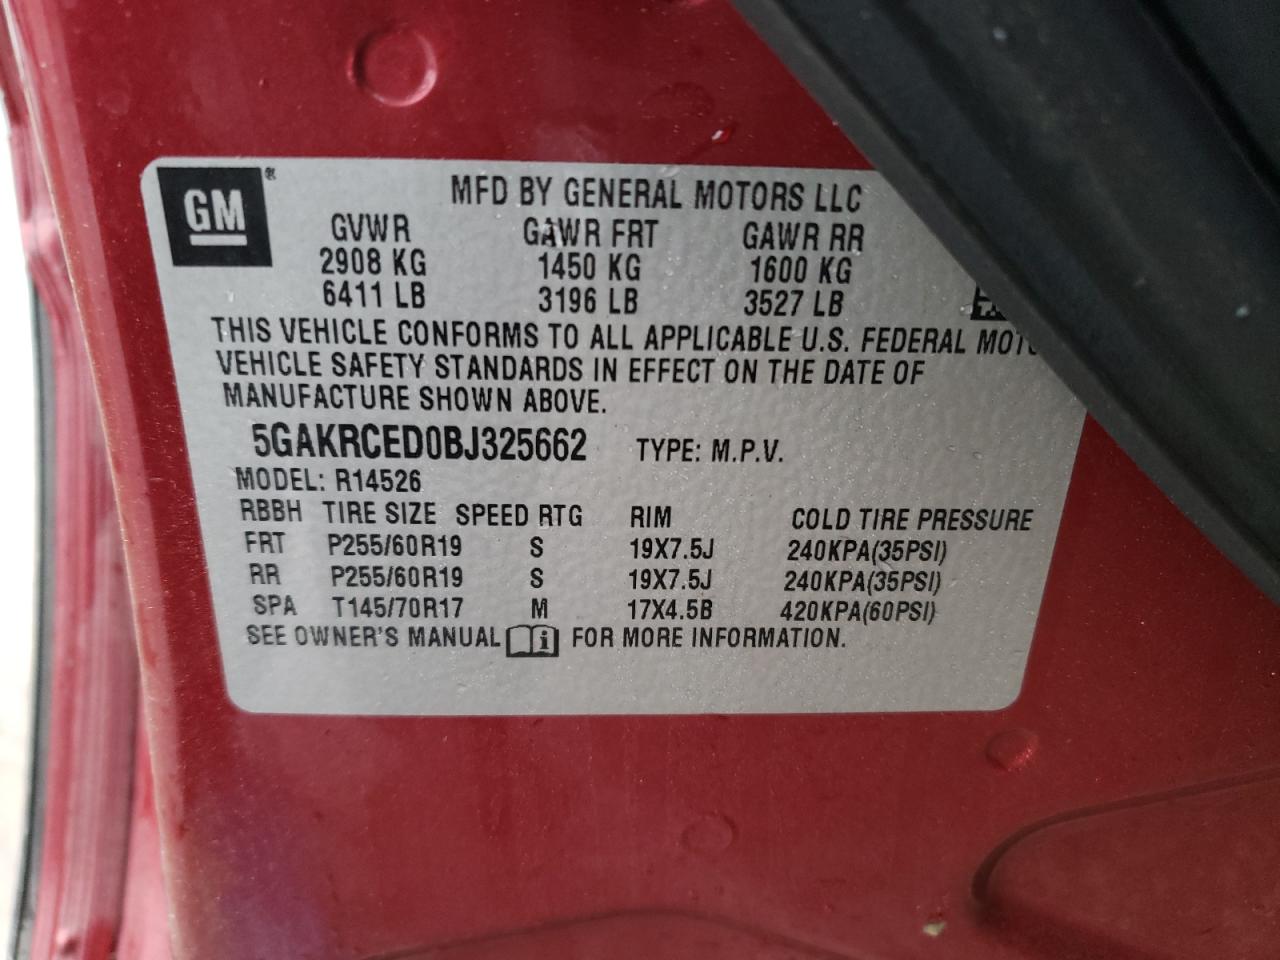 GM ®
MFD BY GENERAL MOTORS LLC
GVWR GAWR FRT GAWR RR
2908 KG 1450 KG 1600 KG
6411 LB 3196 LB 3527 LB
THIS VEHICLE CONFORMS TO ALL APPLICABLE U.S. FEDERAL
VEHICLE SAFETY STANDARDS IN EFFECT ON THE DATE OF
MANUFACTURE SHOWN ABOVE.
5GAKRCED0BJ325662 TYPE: M.P.V.
MODEL: R14526
RBBH TIRE SIZE SPEED RTG RIM COLD TIRE PRESSURE
FRT P255/60R19 S 19X7.5J 240KPA(35PSI)
RR P255/60R19 S 19X7.5J 240KPA(35PSI)
SPA T145/70R17 M 17X4.5B 420KPA(60PSI)
SEE OWNER'S MANUAL i FOR MORE INFORMATION.